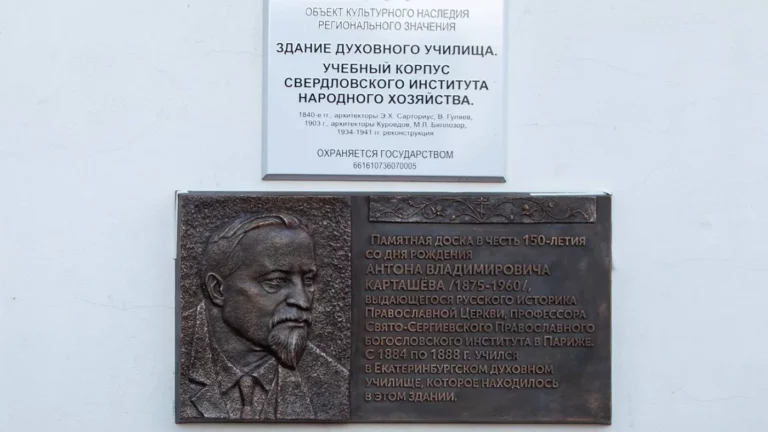 ОБЪЕКТ КУЛЬТУРНОГО НАСЛЕДИЯ
РЕГИОНАЛЬНОГО ЗНАЧЕНИЯ
ЗДАНИЕ ДУХОВНОГО УЧИЛИЩА.
УЧЕБНЫЙ КОРПУС
СВЕРДЛОВСКОГО ИНСТИТУТА
НАРОДНОГО ХОЗЯЙСТВА.
1840-е гг., архитекторы Э.Х. Сарториус, В. Гуляев,
1903 г., архитекторы Куроедов, М.Л. Беллозор,
1934-1941 гг. реконструкция
ОХРАНЯЕТСЯ ГОСУДАРСТВОМ
661610736070005
ПАМЯТНАЯ ДОСКА В ЧЕСТЬ 150-ЛЕТИЯ
СО ДНЯ РОЖДЕНИЯ
АНТОНА ВЛАДИМИРОВИЧА
КАРТАШЁВА /1875-1960/,
ВЫДАЮЩЕГОСЯ РУССКОГО ИСТОРИКА
ПРАВОСЛАВНОЙ ЦЕРКВИ, ПРОФЕССОРА
СВЯТО-СЕРГИЕВСКОГО ПРАВОСЛАВНОГО
БОГОСЛОВСКОГО ИНСТИТУТА В ПАРИЖЕ.
С 1884 ПО 1888 Г. УЧИЛСЯ
В ЕКАТЕРИНБУРГСКОМ ДУХОВНОМ
УЧИЛИЩЕ, КОТОРОЕ НАХОДИЛОСЬ
В ЭТОМ ЗДАНИИ.